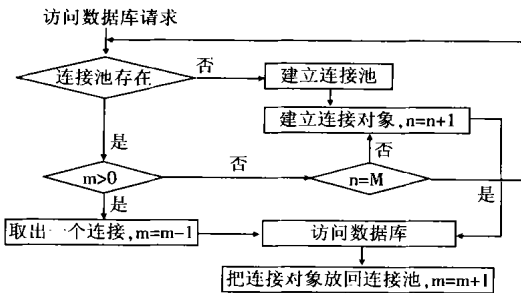 访问数据库请求
连接池存在
否
建立连接池
建立连接对象,n=n+1
是
否
m>0
否
n=M
是
是
取出一个连接,m=m-1
访问数据库
把连接对象放回连接池,m=m+1